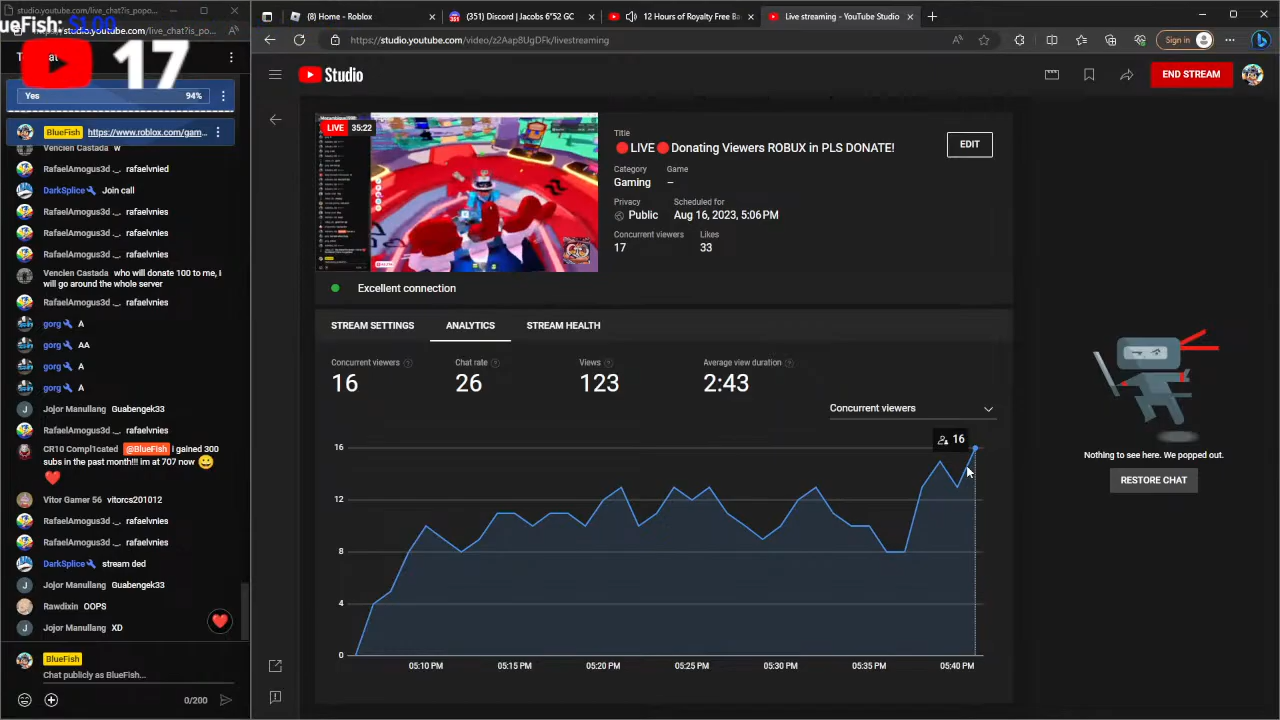 studio.youtube.com/live_chat?is_popo...
(8) Home - Roblox
(351) Discord | Jacobs 6'52 GC
12 Hours of Royalty Free
Live streaming - YouTube Studio
BlueFish: $1.00
https://studio.youtube.com/video/z2Aap8UgDFk/livestreaming
Sign in
17
Studio
END STREAM
Yes
94%
BlueFish
https://www.roblox.com/gam...
Vencien Castada w
RafaelAmogus3d ._. rafaelvnied
DarkSplice Join call
RafaelAmogus3d ._. rafaelvnies
RafaelAmogus3d ._. rafaelvnies
RafaelAmogus3d ._. rafaelvnies
Vencien Castada who will donate 100 to me, I
will go around the whole server
RafaelAmogus3d ._. rafaelvnies
gorg A
gorg AA
gorg A
gorg A
Jojor Manullang Guabengek33
RafaelAmogus3d ._. rafaelvnies
CR10 Compl1cated @BlueFish I gained 300
subs in the past month!!! im at 707 now 😀
❤️
Vitor Gamer 56 vitorcs201012
RafaelAmogus3d ._. rafaelvnies
RafaelAmogus3d ._. rafaelvnies
DarkSplice stream ded
Jojor Manullang Guabengek33
Rawdixin OOPS
Jojor Manullang XD
BlueFish
Chat publicly as BlueFish...
0/200
LIVE 35:22
Title
🔴LIVE🔴Donating Viewers ROBUX in PLS DONATE!
EDIT
Category
Game
Gaming
–
Privacy
Scheduled for
Public
Concurrent viewers
Likes
17
33
Excellent connection
STREAM SETTINGS
ANALYTICS
STREAM HEALTH
Concurrent viewers
Chat rate
Views
Average view duration
16
26
123
2:43
Concurrent viewers
16
16
12
8
4
0
05:10 PM
05:15 PM
05:20 PM
05:25 PM
05:30 PM
05:35 PM
05:40 PM
Nothing to see here. We popped out.
RESTORE CHAT